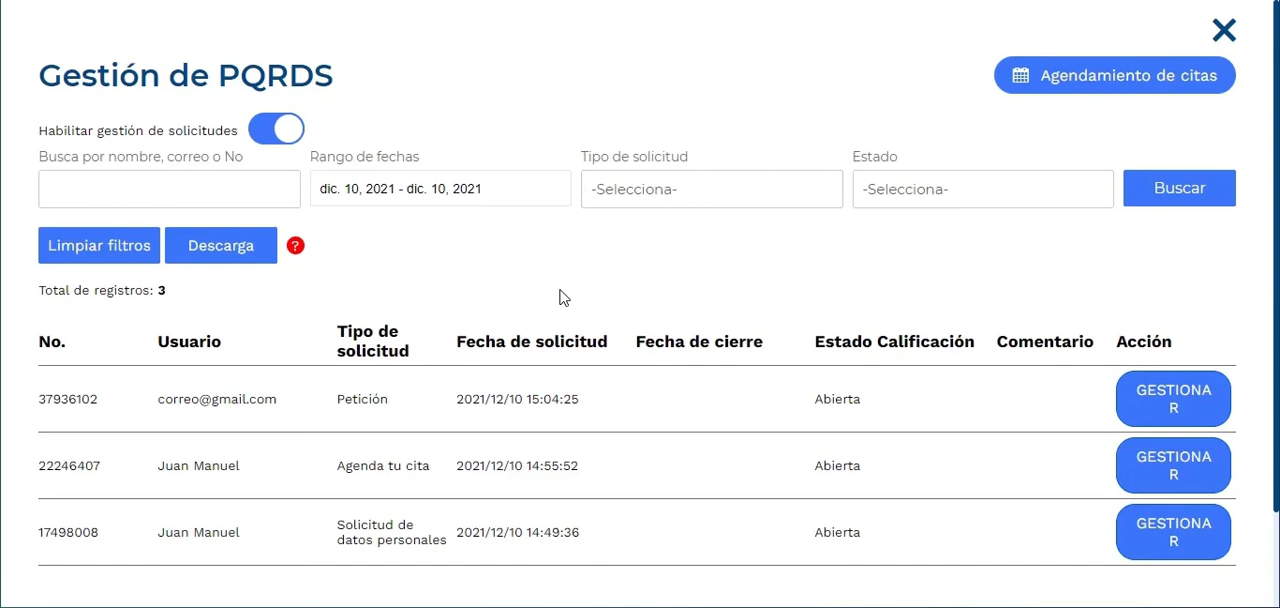 Gestión de PQRDS
Agendamiento de citas
Habilitar gestión de solicitudes
Busca por nombre, correo o No
Rango de fechas
Tipo de solicitud
Estado
dic. 10, 2021 - dic. 10, 2021
-Selecciona-
-Selecciona-
Buscar
Limpiar filtros
Descarga
?
Total de registros: 3
No.
Usuario
Tipo de
solicitud
Fecha de solicitud
Fecha de cierre
Estado Calificación
Comentario
Acción
37936102
correo@gmail.com
Petición
2021/12/10 15:04:25
Abierta
GESTIONA
R
22246407
Juan Manuel
Agenda tu cita
2021/12/10 14:55:52
Abierta
GESTIONA
R
17498008
Juan Manuel
Solicitud de
datos personales
2021/12/10 14:49:36
Abierta
GESTIONA
R